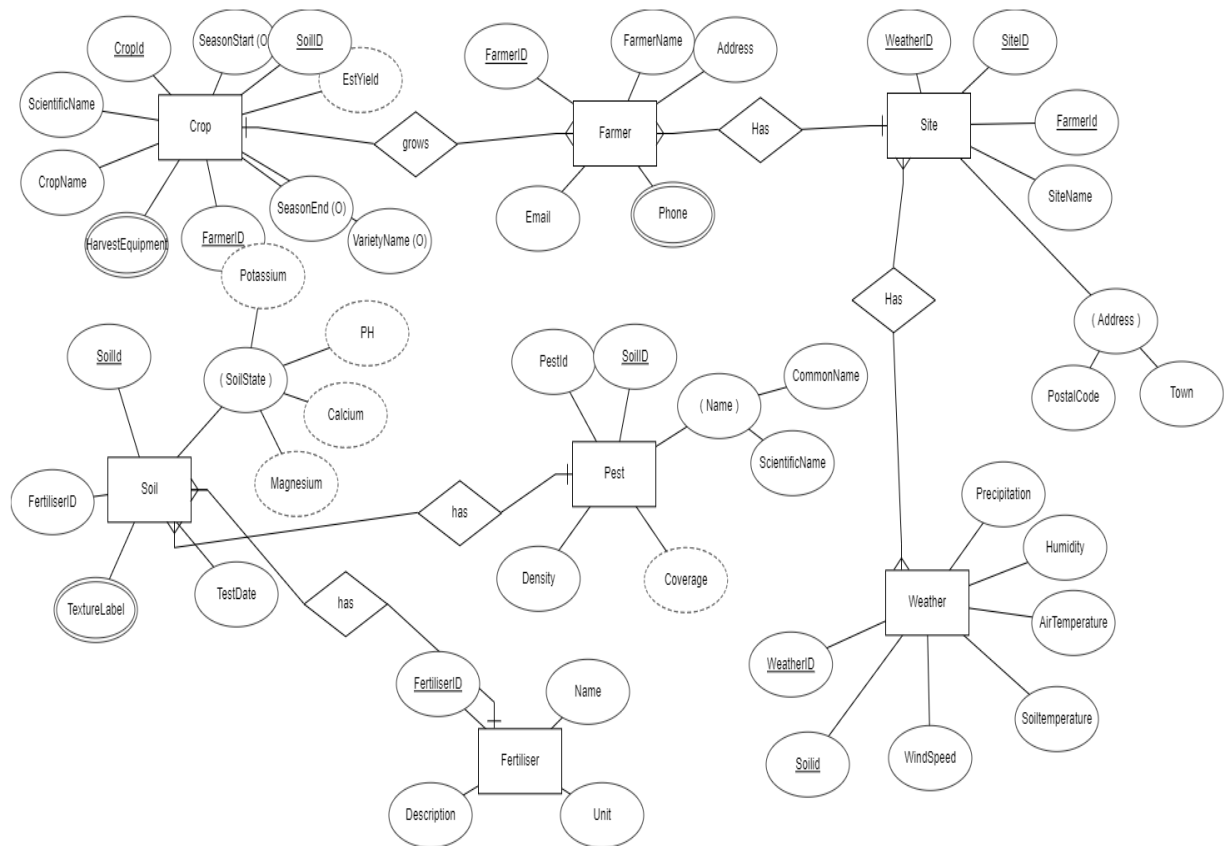 CropId
SeasonStart (O)
SoilID
EstYield
ScientificName
Crop
CropName
HarvestEquipment
FarmerID
SeasonEnd (O)
VarietyName (O)
grows
FarmerID
FarmerName
Address
Farmer
Email
Phone
Has
WeatherID
SiteID
Site
FarmerId
SiteName
( Address )
PostalCode
Town
Has
Potassium
SoilId
PH
( SoilState )
Calcium
Magnesium
Soil
FertiliserID
TextureLabel
TestDate
has
PestId
SoilID
CommonName
( Name )
ScientificName
Pest
Density
Coverage
has
FertiliserID
Name
Fertiliser
Description
Unit
Precipitation
Humidity
Weather
AirTemperature
WeatherID
Soiltemperature
SoilId
WindSpeed